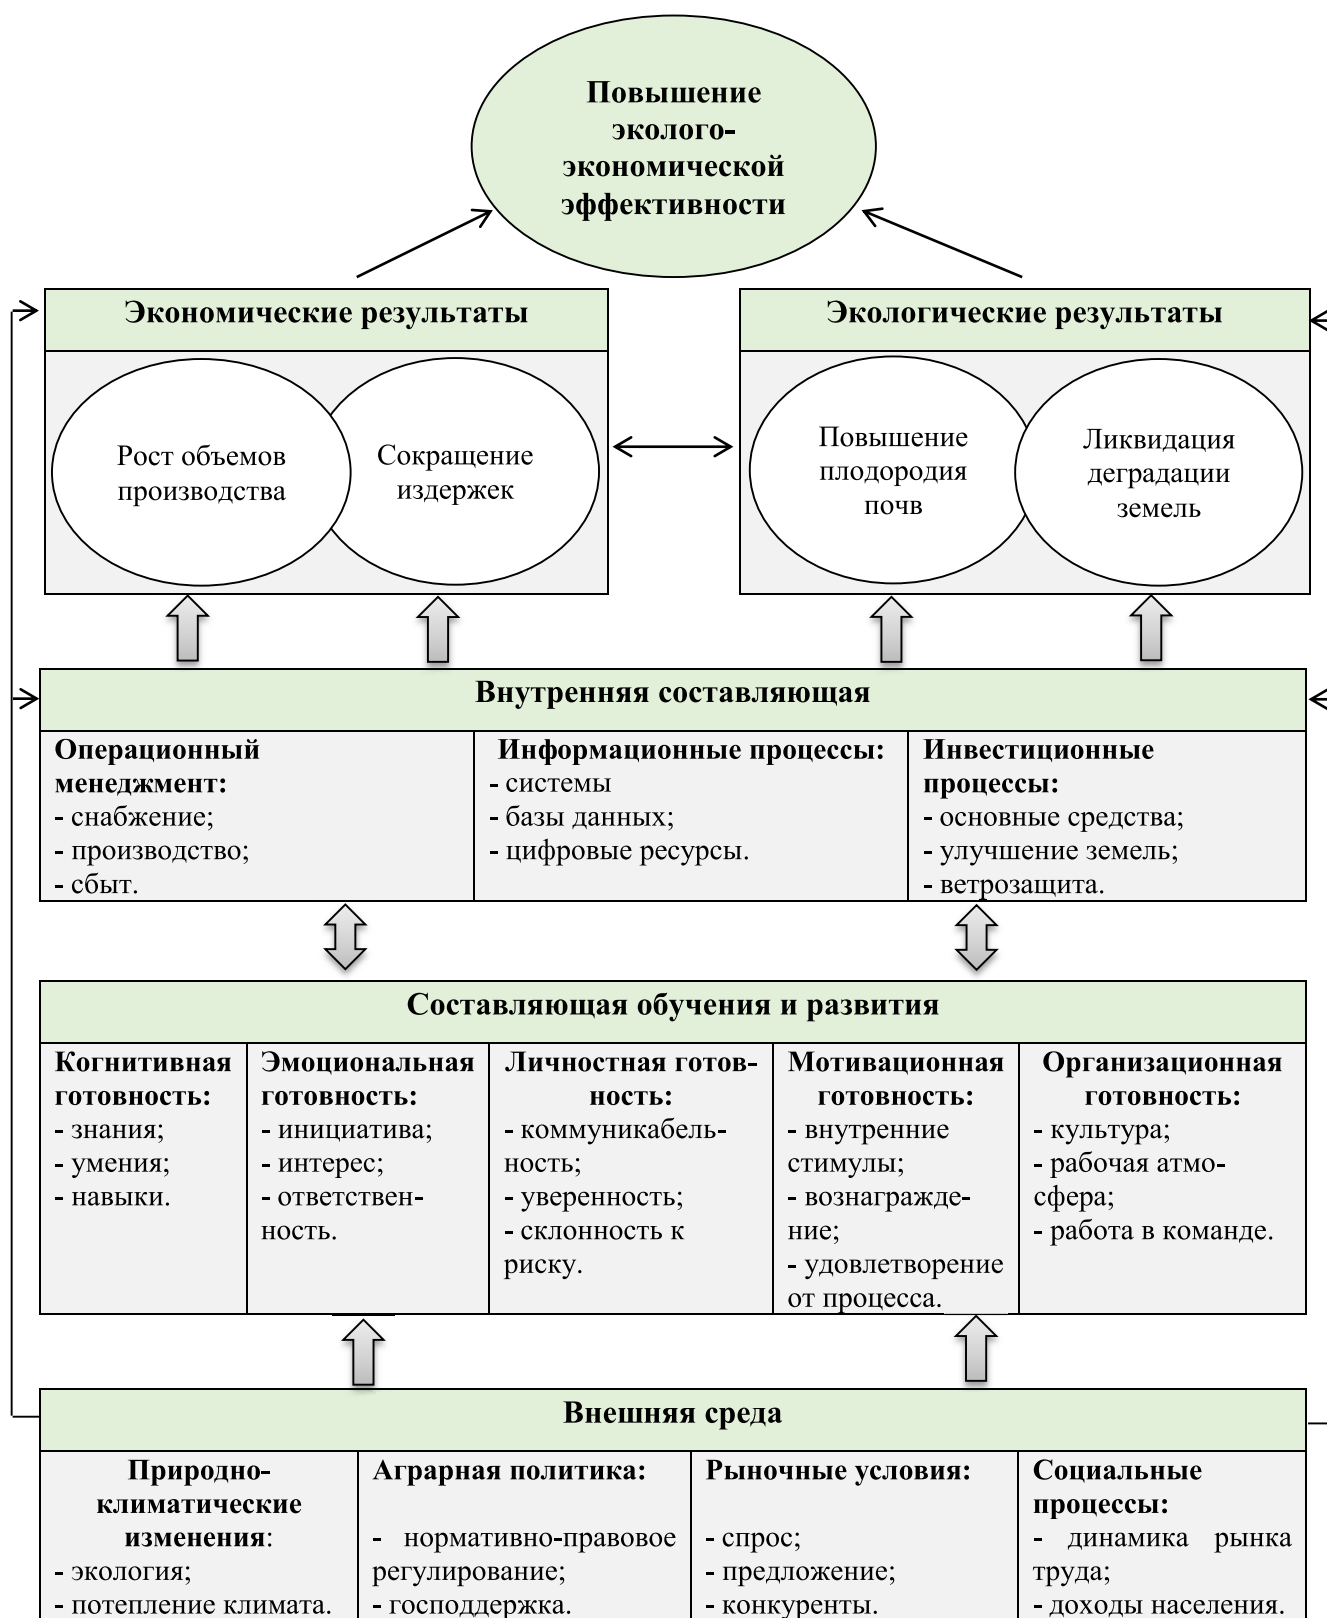 Повышение
эколого-
экономической
эффективности
Экономические результаты
Рост объемов
производства
Сокращение
издержек
Экологические результаты
Повышение
плодородия
почв
Ликвидация
деградации
земель
Внутренняя составляющая
Операционный
менеджмент:
- снабжение;
- производство;
- сбыт.
Информационные процессы:
- системы
- базы данных;
- цифровые ресурсы.
Инвестиционные
процессы:
- основные средства;
- улучшение земель;
- ветрозащита.
Составляющая обучения и развития
Когнитивная
готовность:
- знания;
- умения;
- навыки.
Эмоциональная
готовность:
- инициатива;
- интерес;
- ответствен-
ность.
Личностная готов-
ность:
- коммуникабель-
ность;
- уверенность;
- склонность к
риску.
Мотивационная
готовность:
- внутренние
стимулы;
- вознагражде-
ние;
- удовлетворение
от процесса.
Организационная
готовность:
- культура;
- рабочая атмо-
сфера;
- работа в команде.
Внешняя среда
Природно-
климатические
изменения:
- экология;
- потепление климата.
Аграрная политика:
- нормативно-правовое
регулирование;
- господдержка.
Рыночные условия:
- спрос;
- предложение;
- конкуренты.
Социальные
процессы:
- динамика рынка
труда;
- доходы населения.